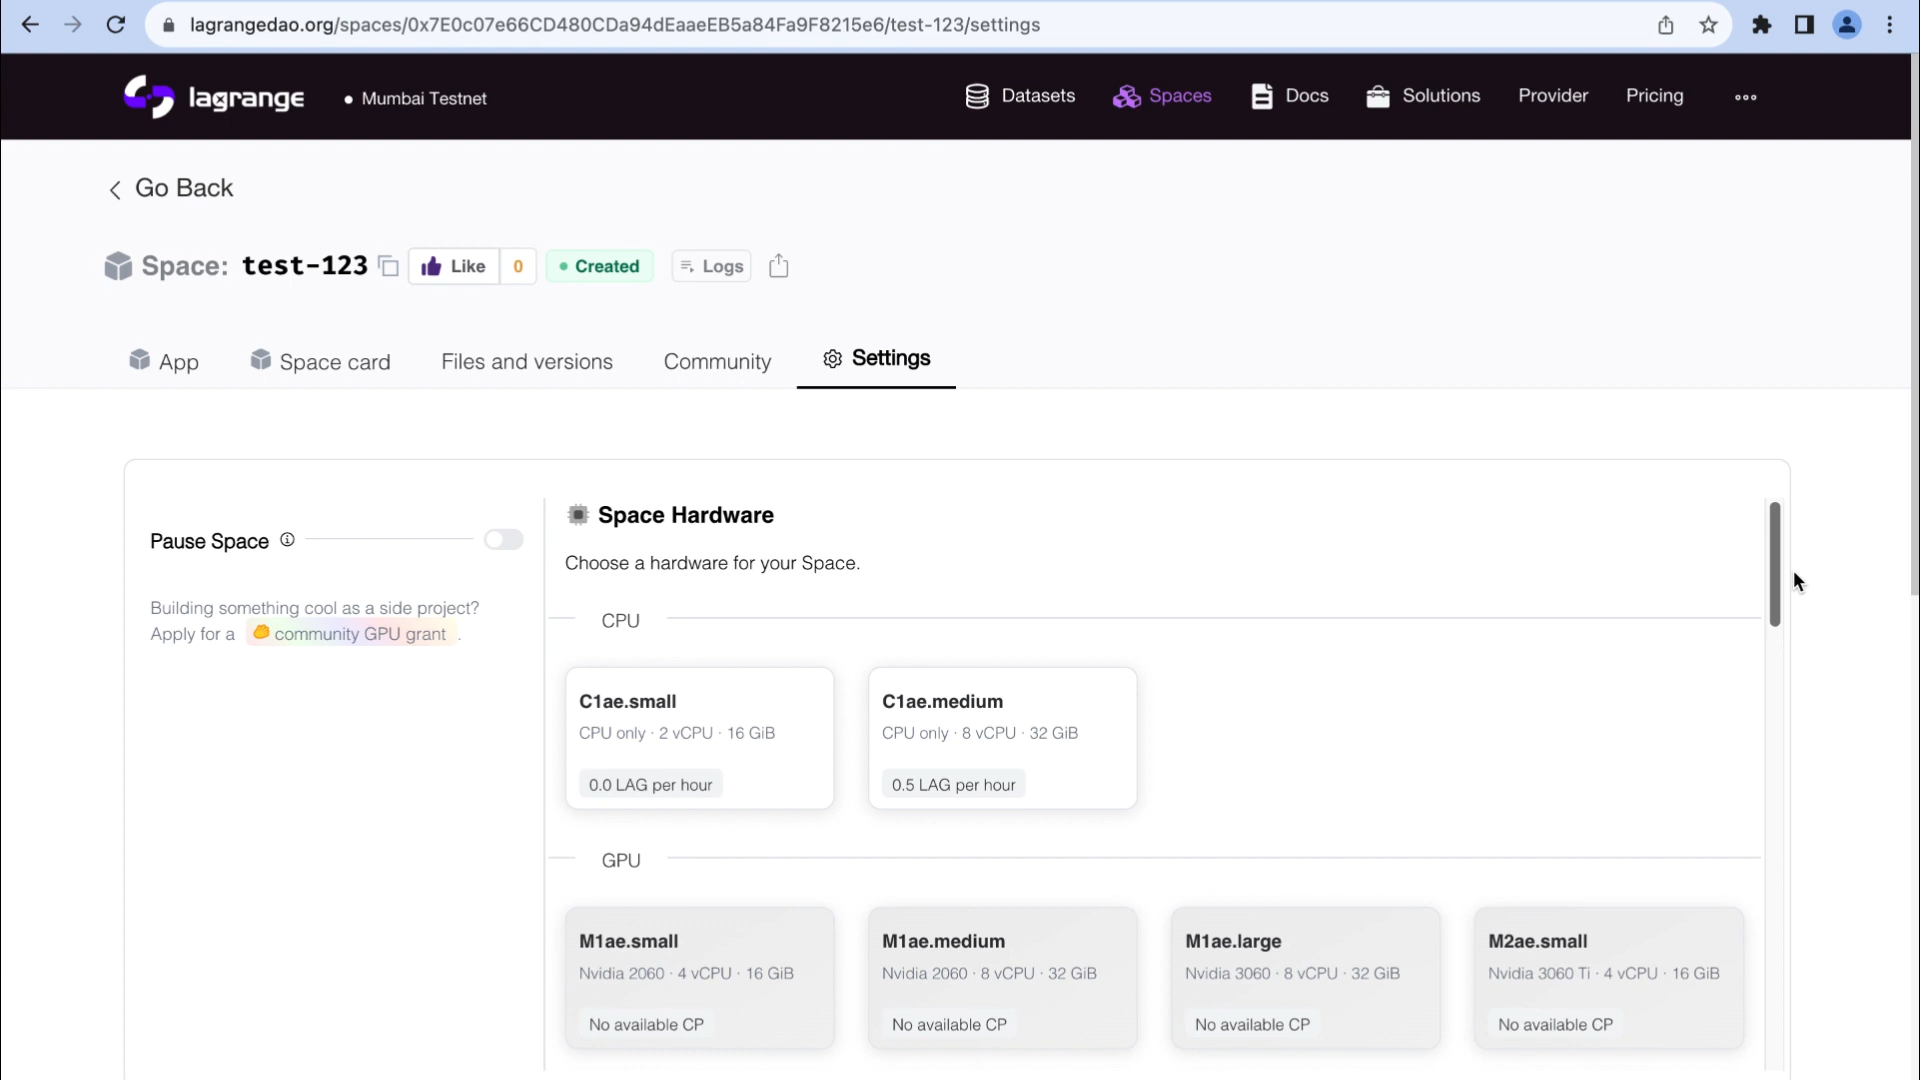 lagrangedao.org/spaces/0x7E0c07e66CD480CDa94dEaaeEB5a84Fa9F8215e6/test-123/settings
lagrange
Mumbai Testnet
Datasets
Spaces
Docs
Solutions
Provider
Pricing
Go Back
Space: test-123
Like 0
Created
Logs
App
Space card
Files and versions
Community
Settings
Pause Space
Building something cool as a side project?
Apply for a community GPU grant .
Space Hardware
Choose a hardware for your Space.
CPU
C1ae.small
CPU only · 2 vCPU · 16 GiB
0.0 LAG per hour
C1ae.medium
CPU only · 8 vCPU · 32 GiB
0.5 LAG per hour
GPU
M1ae.small
Nvidia 2060 · 4 vCPU · 16 GiB
No available CP
M1ae.medium
Nvidia 2060 · 8 vCPU · 32 GiB
No available CP
M1ae.large
Nvidia 3060 · 8 vCPU · 32 GiB
No available CP
M2ae.small
Nvidia 3060 Ti · 4 vCPU · 16 GiB
No available CP